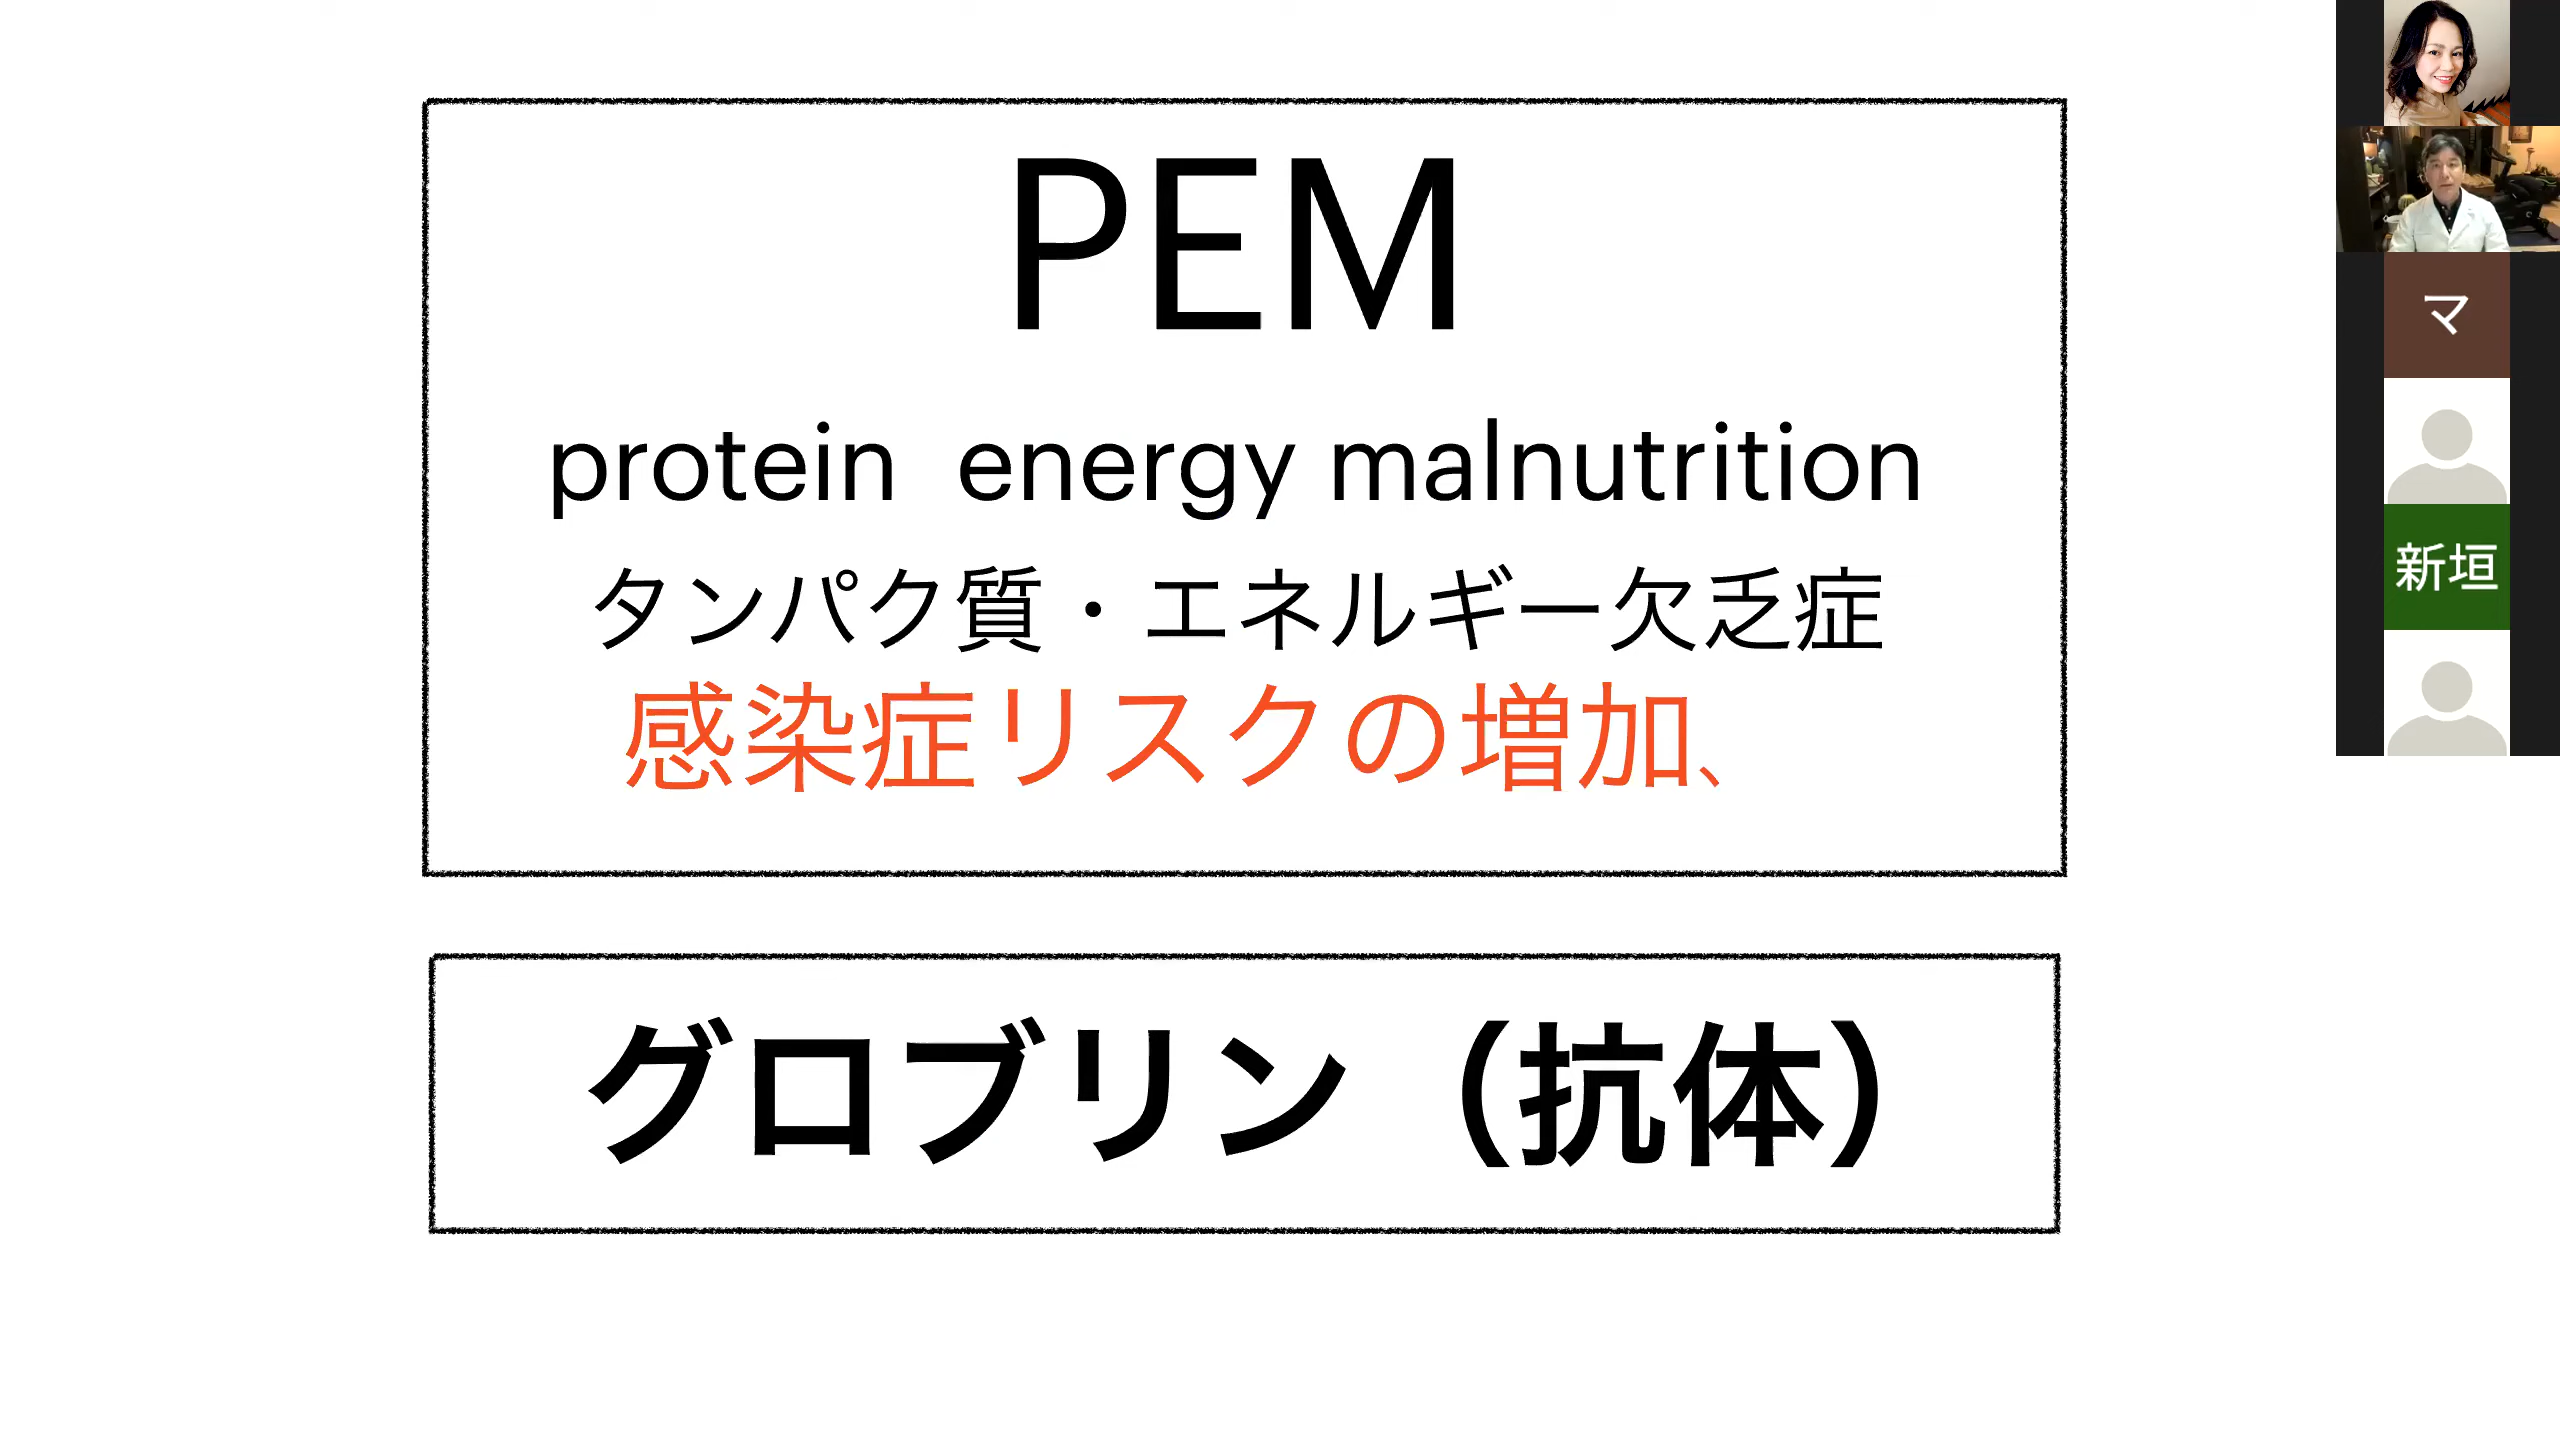 PEM
protein energy malnutrition
タンパク質・エネルギー欠乏症
感染症リスクの増加、
グロブリン（抗体）
マ
新垣